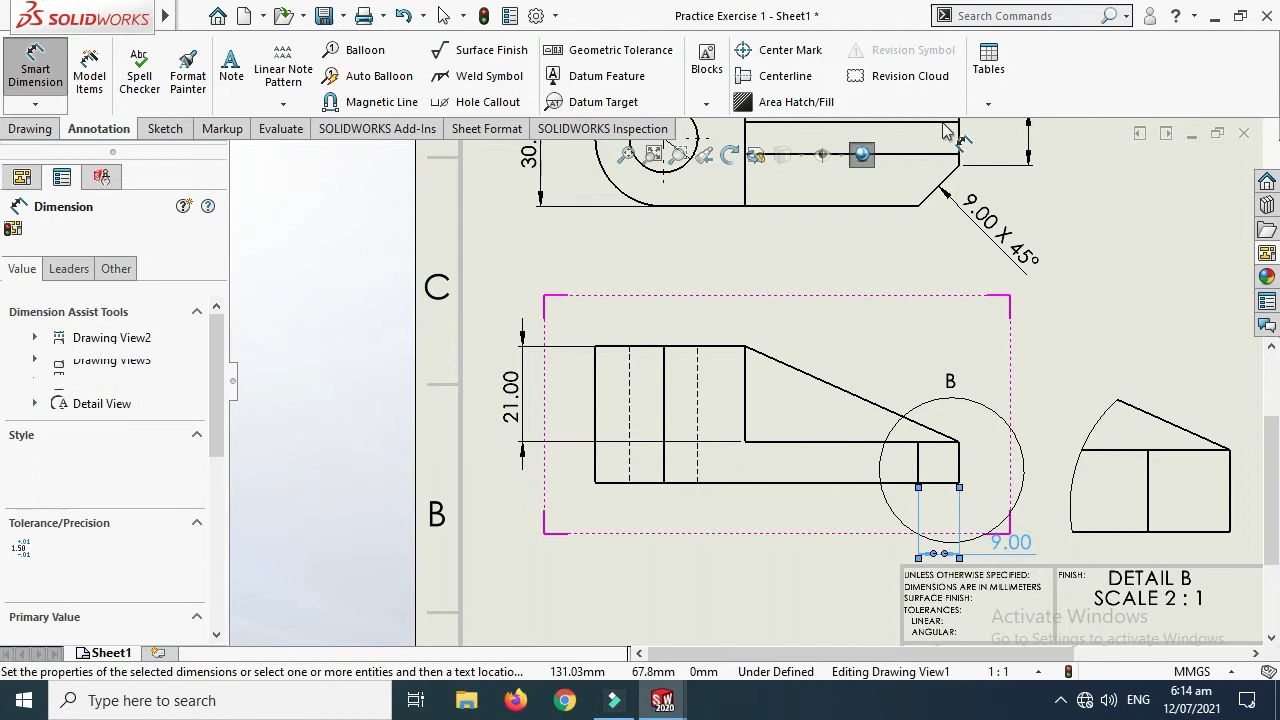 SOLIDWORKS
Practice Exercise 1 - Sheet1 *
Search Commands
Smart Dimension
Model Items
Spell Checker
Format Painter
Note
Linear Note Pattern
Balloon
Auto Balloon
Magnetic Line
Surface Finish
Weld Symbol
Hole Callout
Geometric Tolerance
Datum Feature
Datum Target
Blocks
Center Mark
Centerline
Area Hatch/Fill
Revision Symbol
Revision Cloud
Tables
Drawing
Annotation
Sketch
Markup
Evaluate
SOLIDWORKS Add-Ins
Sheet Format
SOLIDWORKS Inspection
Dimension
Value
Leaders
Other
Dimension Assist Tools
Drawing View2
Drawing View3
Detail View
Style
Tolerance/Precision
Primary Value
30.
9.00 X 45°
C
B
21.00
B
9.00
UNLESS OTHERWISE SPECIFIED:
DIMENSIONS ARE IN MILLIMETERS
SURFACE FINISH:
TOLERANCES:
LINEAR:
ANGULAR:
FINISH:
DETAIL B
SCALE 2 : 1
Activate Windows
Go to Settings to activate Windows.
Sheet1
Set the properties of the selected dimensions or select one or more entities and then a text locatio...
131.03mm
67.8mm
0mm
Under Defined
Editing Drawing View1
1 : 1
MMGS
Type here to search
ENG
6:14 am
12/07/2021